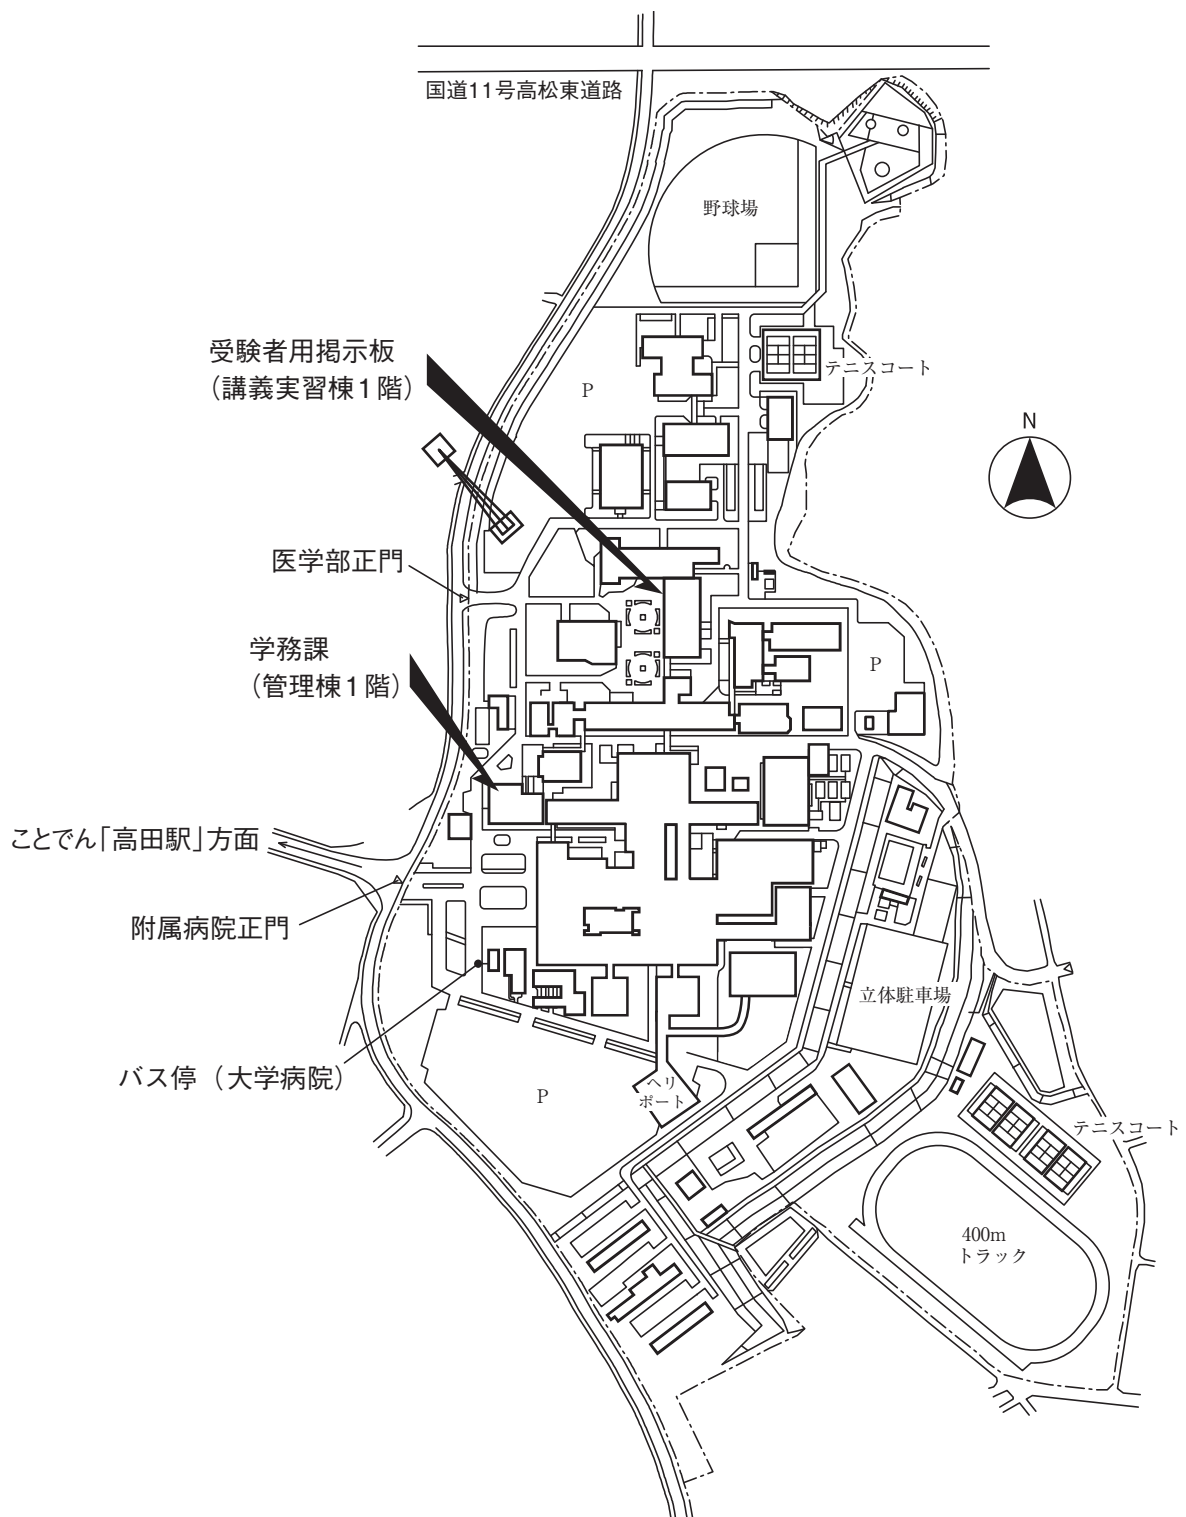 国道11号高松東道路
野球場
受験者用掲示板
(講義実習棟1階)
テニスコート
P
N
医学部正門
学務課
(管理棟1階)
P
ことでん「高田駅」方面
附属病院正門
立体駐車場
バス停 (大学病院)
P
ヘリ
ポート
テニスコート
400m
トラック